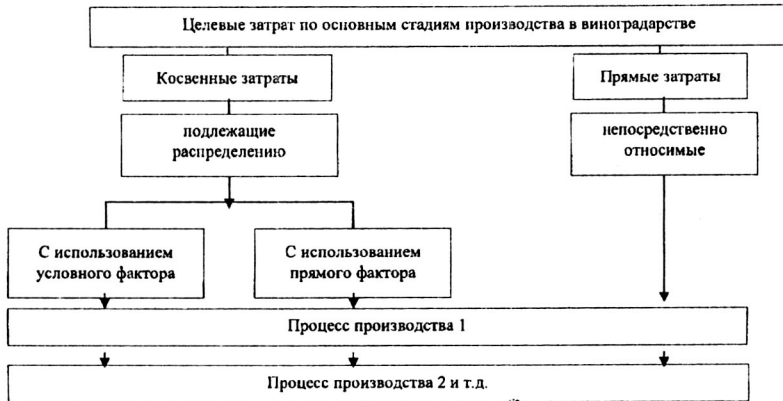 Целевые затрат по основным стадиям производства в виноградарстве
Косвенные затраты
Прямые затраты
подлежащие
распределению
непосредственно
относимые
С использованием
условного фактора
С использованием
прямого фактора
Процесс производства 1
Процесс производства 2 и т.д.